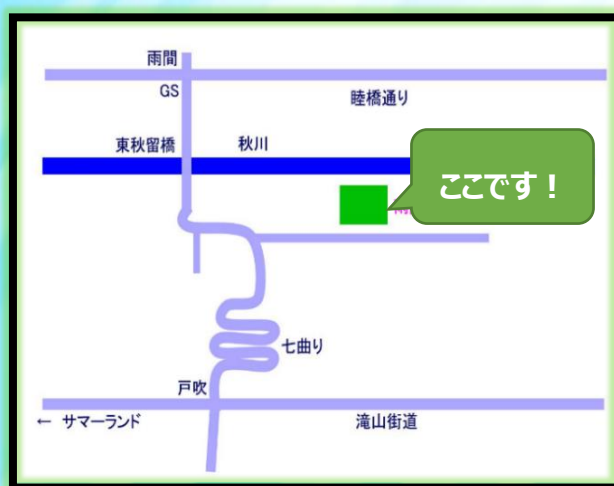 雨間
GS
睦橋通り
東秋留橋
秋川
ここです！
七曲り
戸吹
← サマーランド
滝山街道